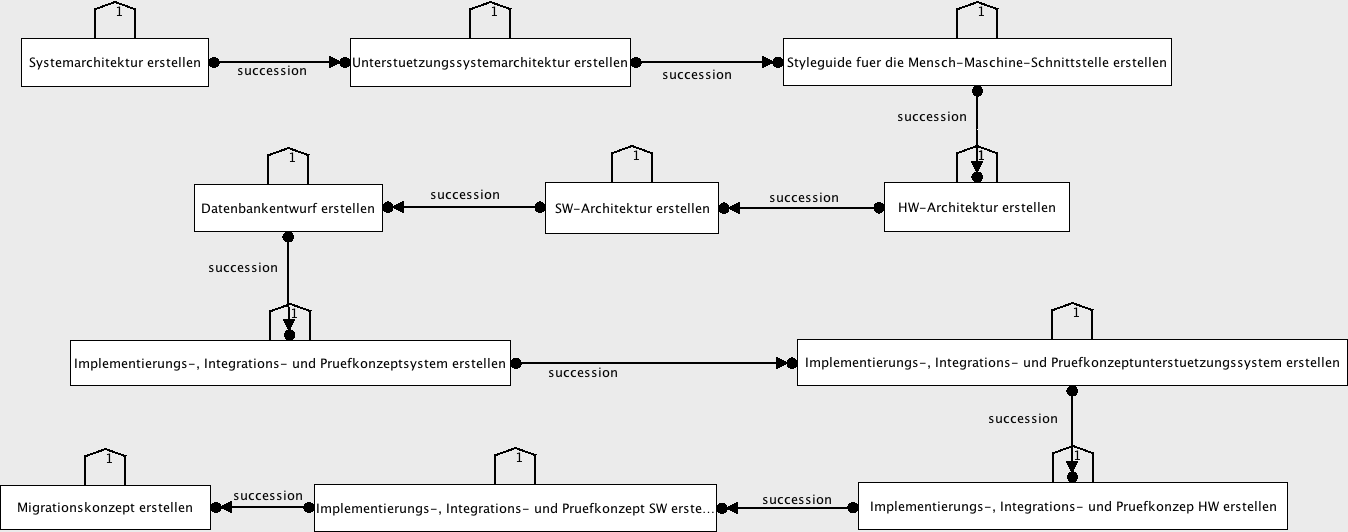 1
1
1
Systemarchitektur erstellen
succession
Unterstuetzungssystemarchitektur erstellen
succession
Styleguide fuer die Mensch-Maschine-Schnittstelle erstellen
succession
1
1
1
Datenbankentwurf erstellen
succession
SW-Architektur erstellen
succession
HW-Architektur erstellen
succession
1
1
Implementierungs-, Integrations- und Pruefkonzeptsystem erstellen
succession
Implementierungs-, Integrations- und Pruefkonzeptunterstuetzungssystem erstellen
succession
1
1
1
Migrationskonzept erstellen
succession
Implementierungs-, Integrations- und Pruefkonzept SW erste...
succession
Implementierungs-, Integrations- und Pruefkonzep HW erstellen